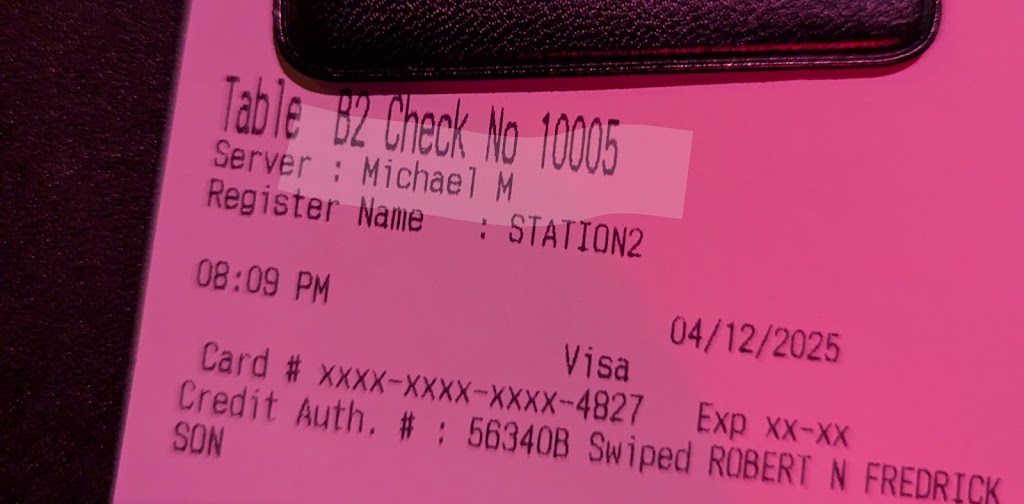 Table B2 Check No 10005
Server : Michael M
Register Name : STATION2
08:09 PM
04/12/2025
Visa
Card # xxxx-xxxx-xxxx-4827 Exp xx-xx
Credit Auth. # : 56340B Swiped ROBERT N FREDRICK
SON